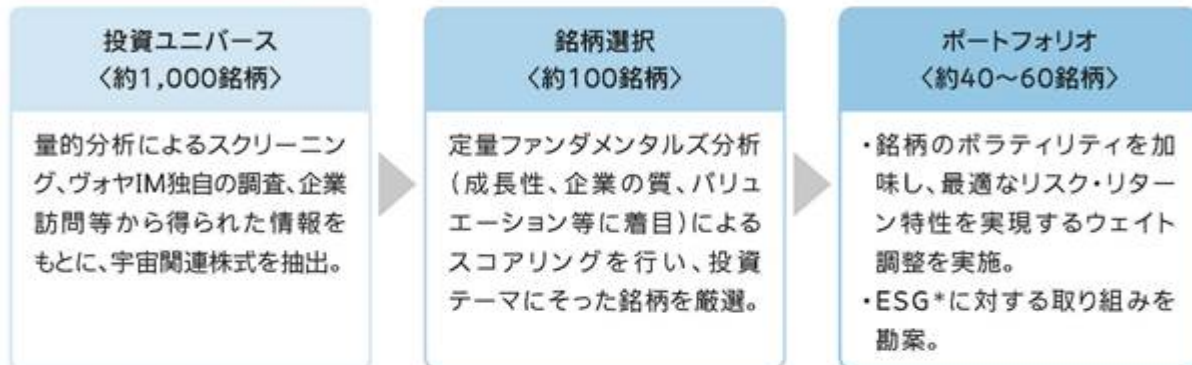 投資ユニバース
〈約1,000銘柄〉
量的分析によるスクリーニン
グ、ヴォヤIM独自の調査、企業
訪問等から得られた情報を
もとに、宇宙関連株式を抽出。
銘柄選択
〈約100銘柄〉
定量ファンダメンタルズ分析
(成長性、企業の質、バリュ
エーション等に着目)による
スコアリングを行い、投資
テーマにそった銘柄を厳選。
ポートフォリオ
〈約40～60銘柄〉
・銘柄のボラティリティを加
味し、最適なリスク・リター
ン特性を実現するウェイト
調整を実施。
・ESG*に対する取り組みを
勘案。